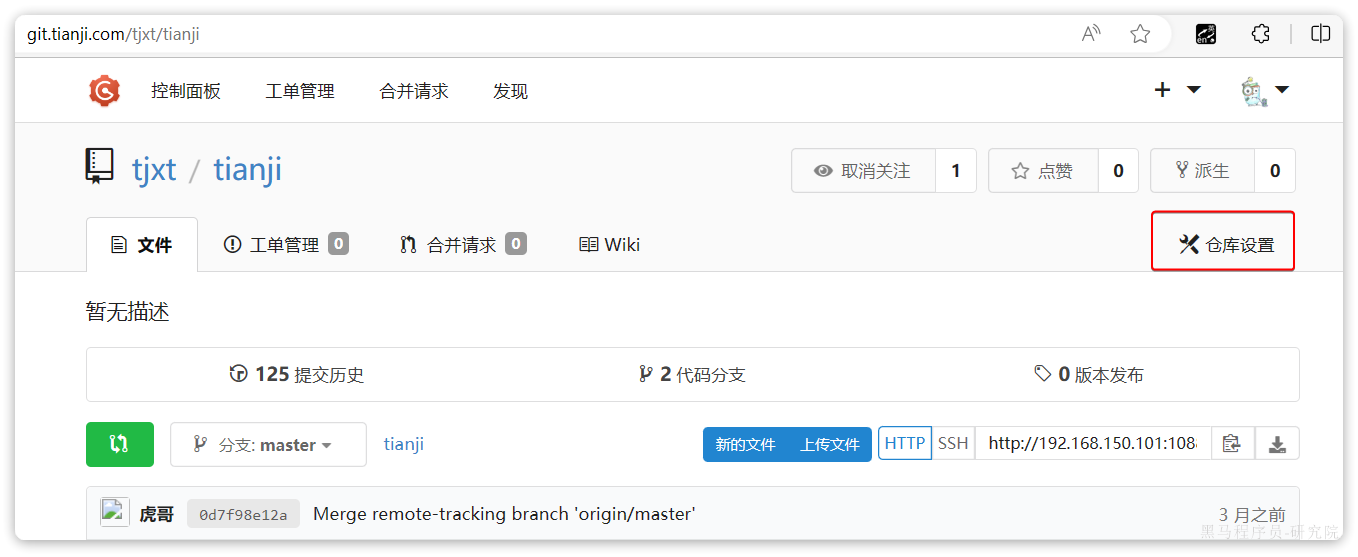 git.tianji.com/tjxt/tianji
控制面板 工单管理 合并请求 发现
tjxt / tianji 取消关注 1 点赞 0 派生 0
文件 工单管理 0 合并请求 0 Wiki 仓库设置
暂无描述
125 提交历史 2 代码分支 0 版本发布
分支: master tianji 新的文件 上传文件 HTTP SSH http://192.168.150.101:108
虎哥 0d7f98e12a Merge remote-tracking branch 'origin/master' 3 月之前
黑马程序员-研究院